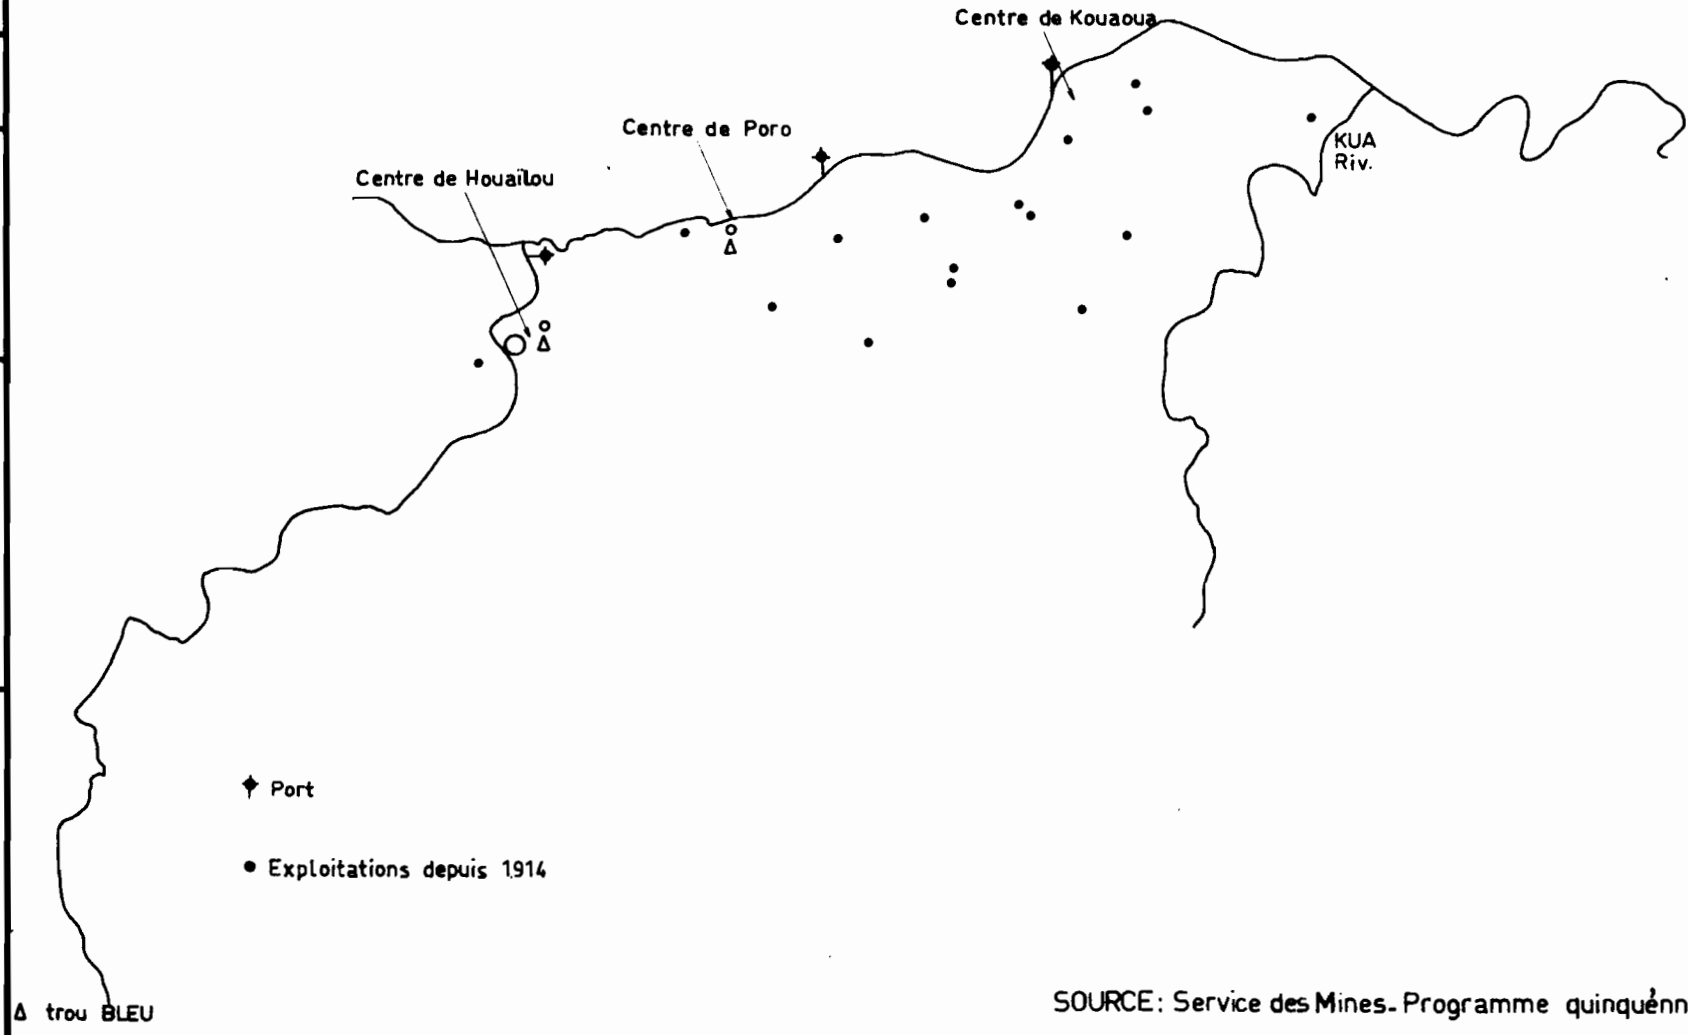 Centre de Kouaoua
Centre de Poro
KUA
Riv.
Centre de Houaïlou
Port
Exploitations depuis 1914
Δ trou BLEU
SOURCE: Service des Mines-Programme quinquénn